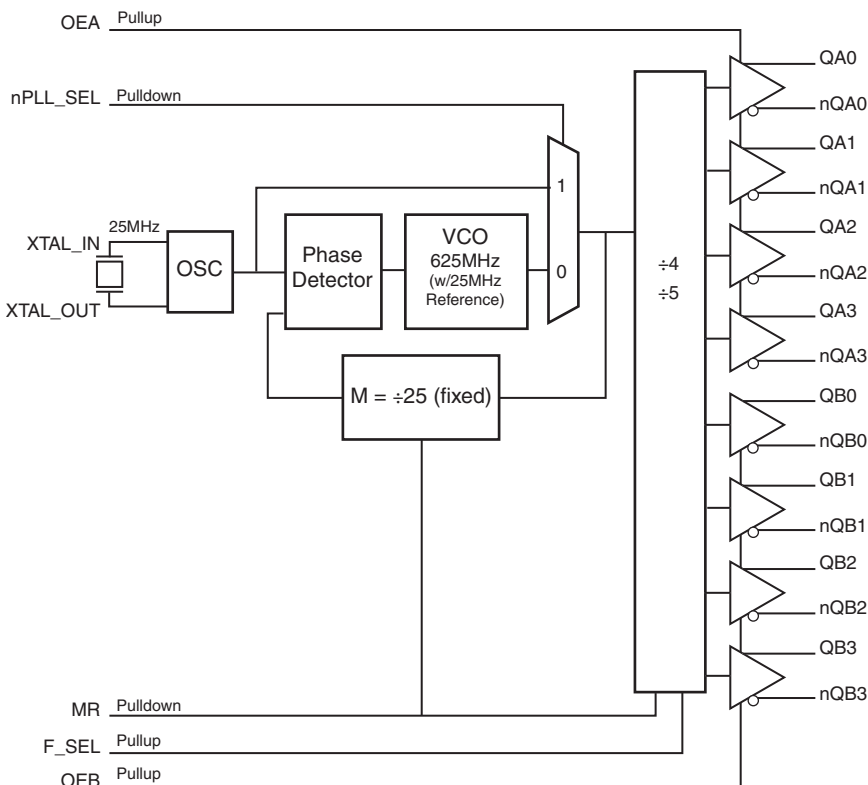 OEA Pullup
QA0
nPLL_SEL Pulldown
nQA0
QA1
1
nQA1
25MHz
XTAL_IN
OSC
Phase
Detector
VCO
625MHz
(w/25MHz
Reference)
0
÷4
÷5
QA2
nQA2
XTAL_OUT
QA3
nQA3
M = ÷25 (fixed)
QB0
nQB0
QB1
nQB1
QB2
nQB2
QB3
nQB3
MR Pulldown
F_SEL Pullup
OEB Pullup